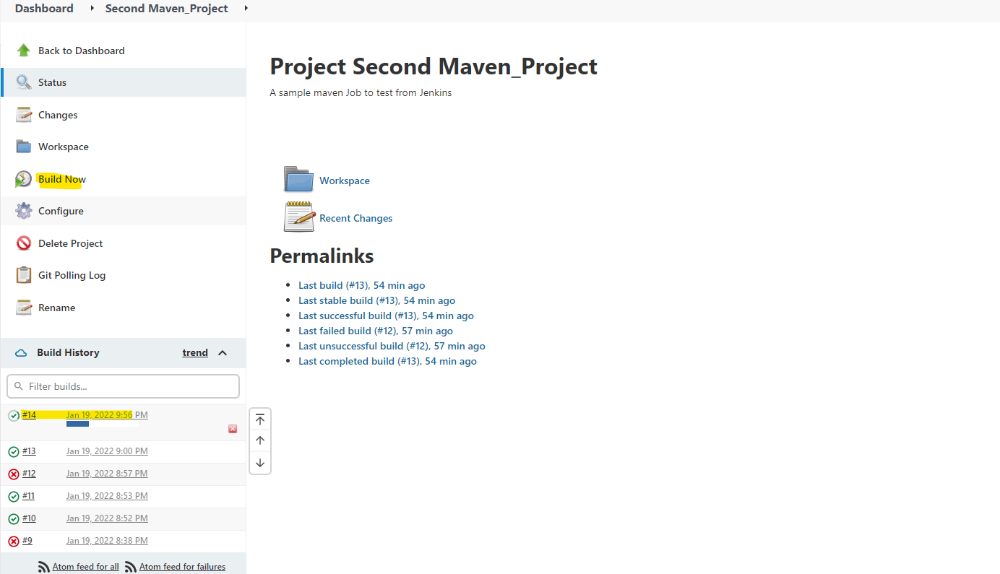 Dashboard Second Maven_Project
Back to Dashboard
Status
Changes
Workspace
Build Now
Configure
Delete Project
Git Polling Log
Rename
Build History trend
Filter builds...
#14 Jan 19, 2022 9:56 PM
#13 Jan 19, 2022 9:00 PM
#12 Jan 19, 2022 8:57 PM
#11 Jan 19, 2022 8:53 PM
#10 Jan 19, 2022 8:52 PM
#9 Jan 19, 2022 8:38 PM
Atom feed for all Atom feed for failures
Project Second Maven_Project
A sample maven Job to test from Jenkins
Workspace
Recent Changes
Permalinks
Last build (#13), 54 min ago
Last stable build (#13), 54 min ago
Last successful build (#13), 54 min ago
Last failed build (#12), 57 min ago
Last unsuccessful build (#12), 57 min ago
Last completed build (#13), 54 min ago